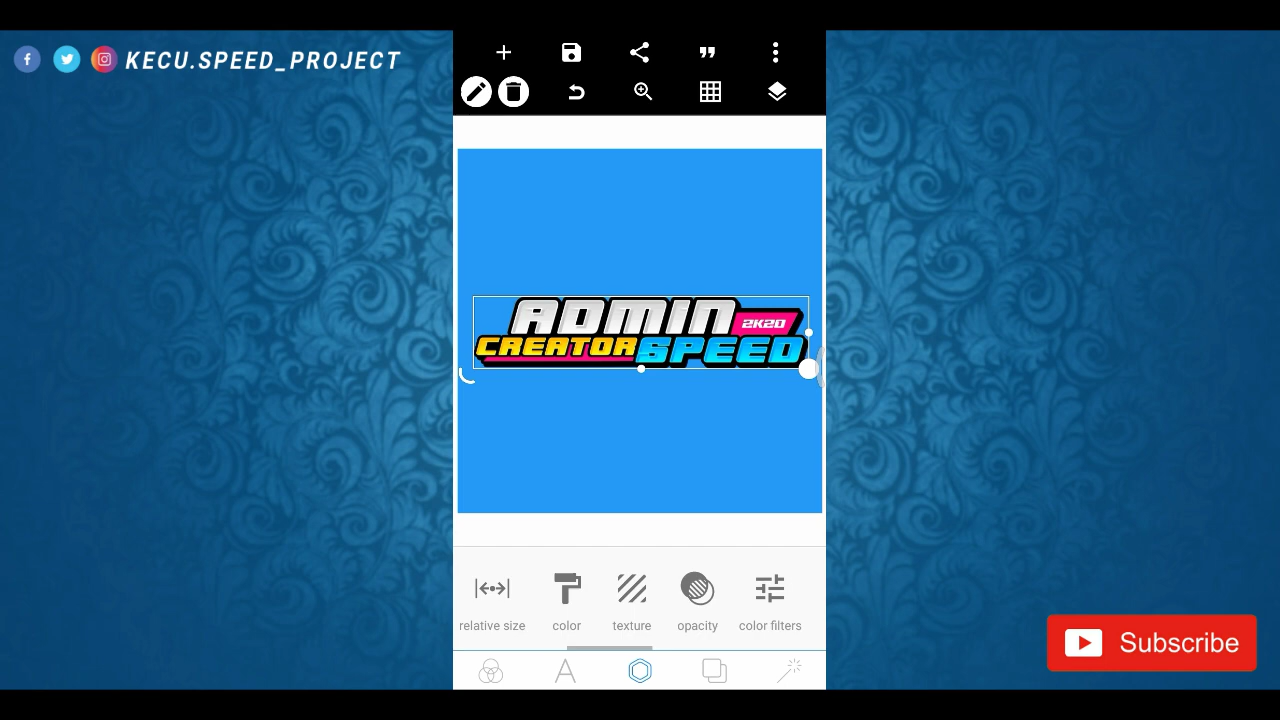 KECU.SPEED_PROJECT
ADMIN
2K20
CREATOR SPEED
relative size color texture opacity color filters
Subscribe